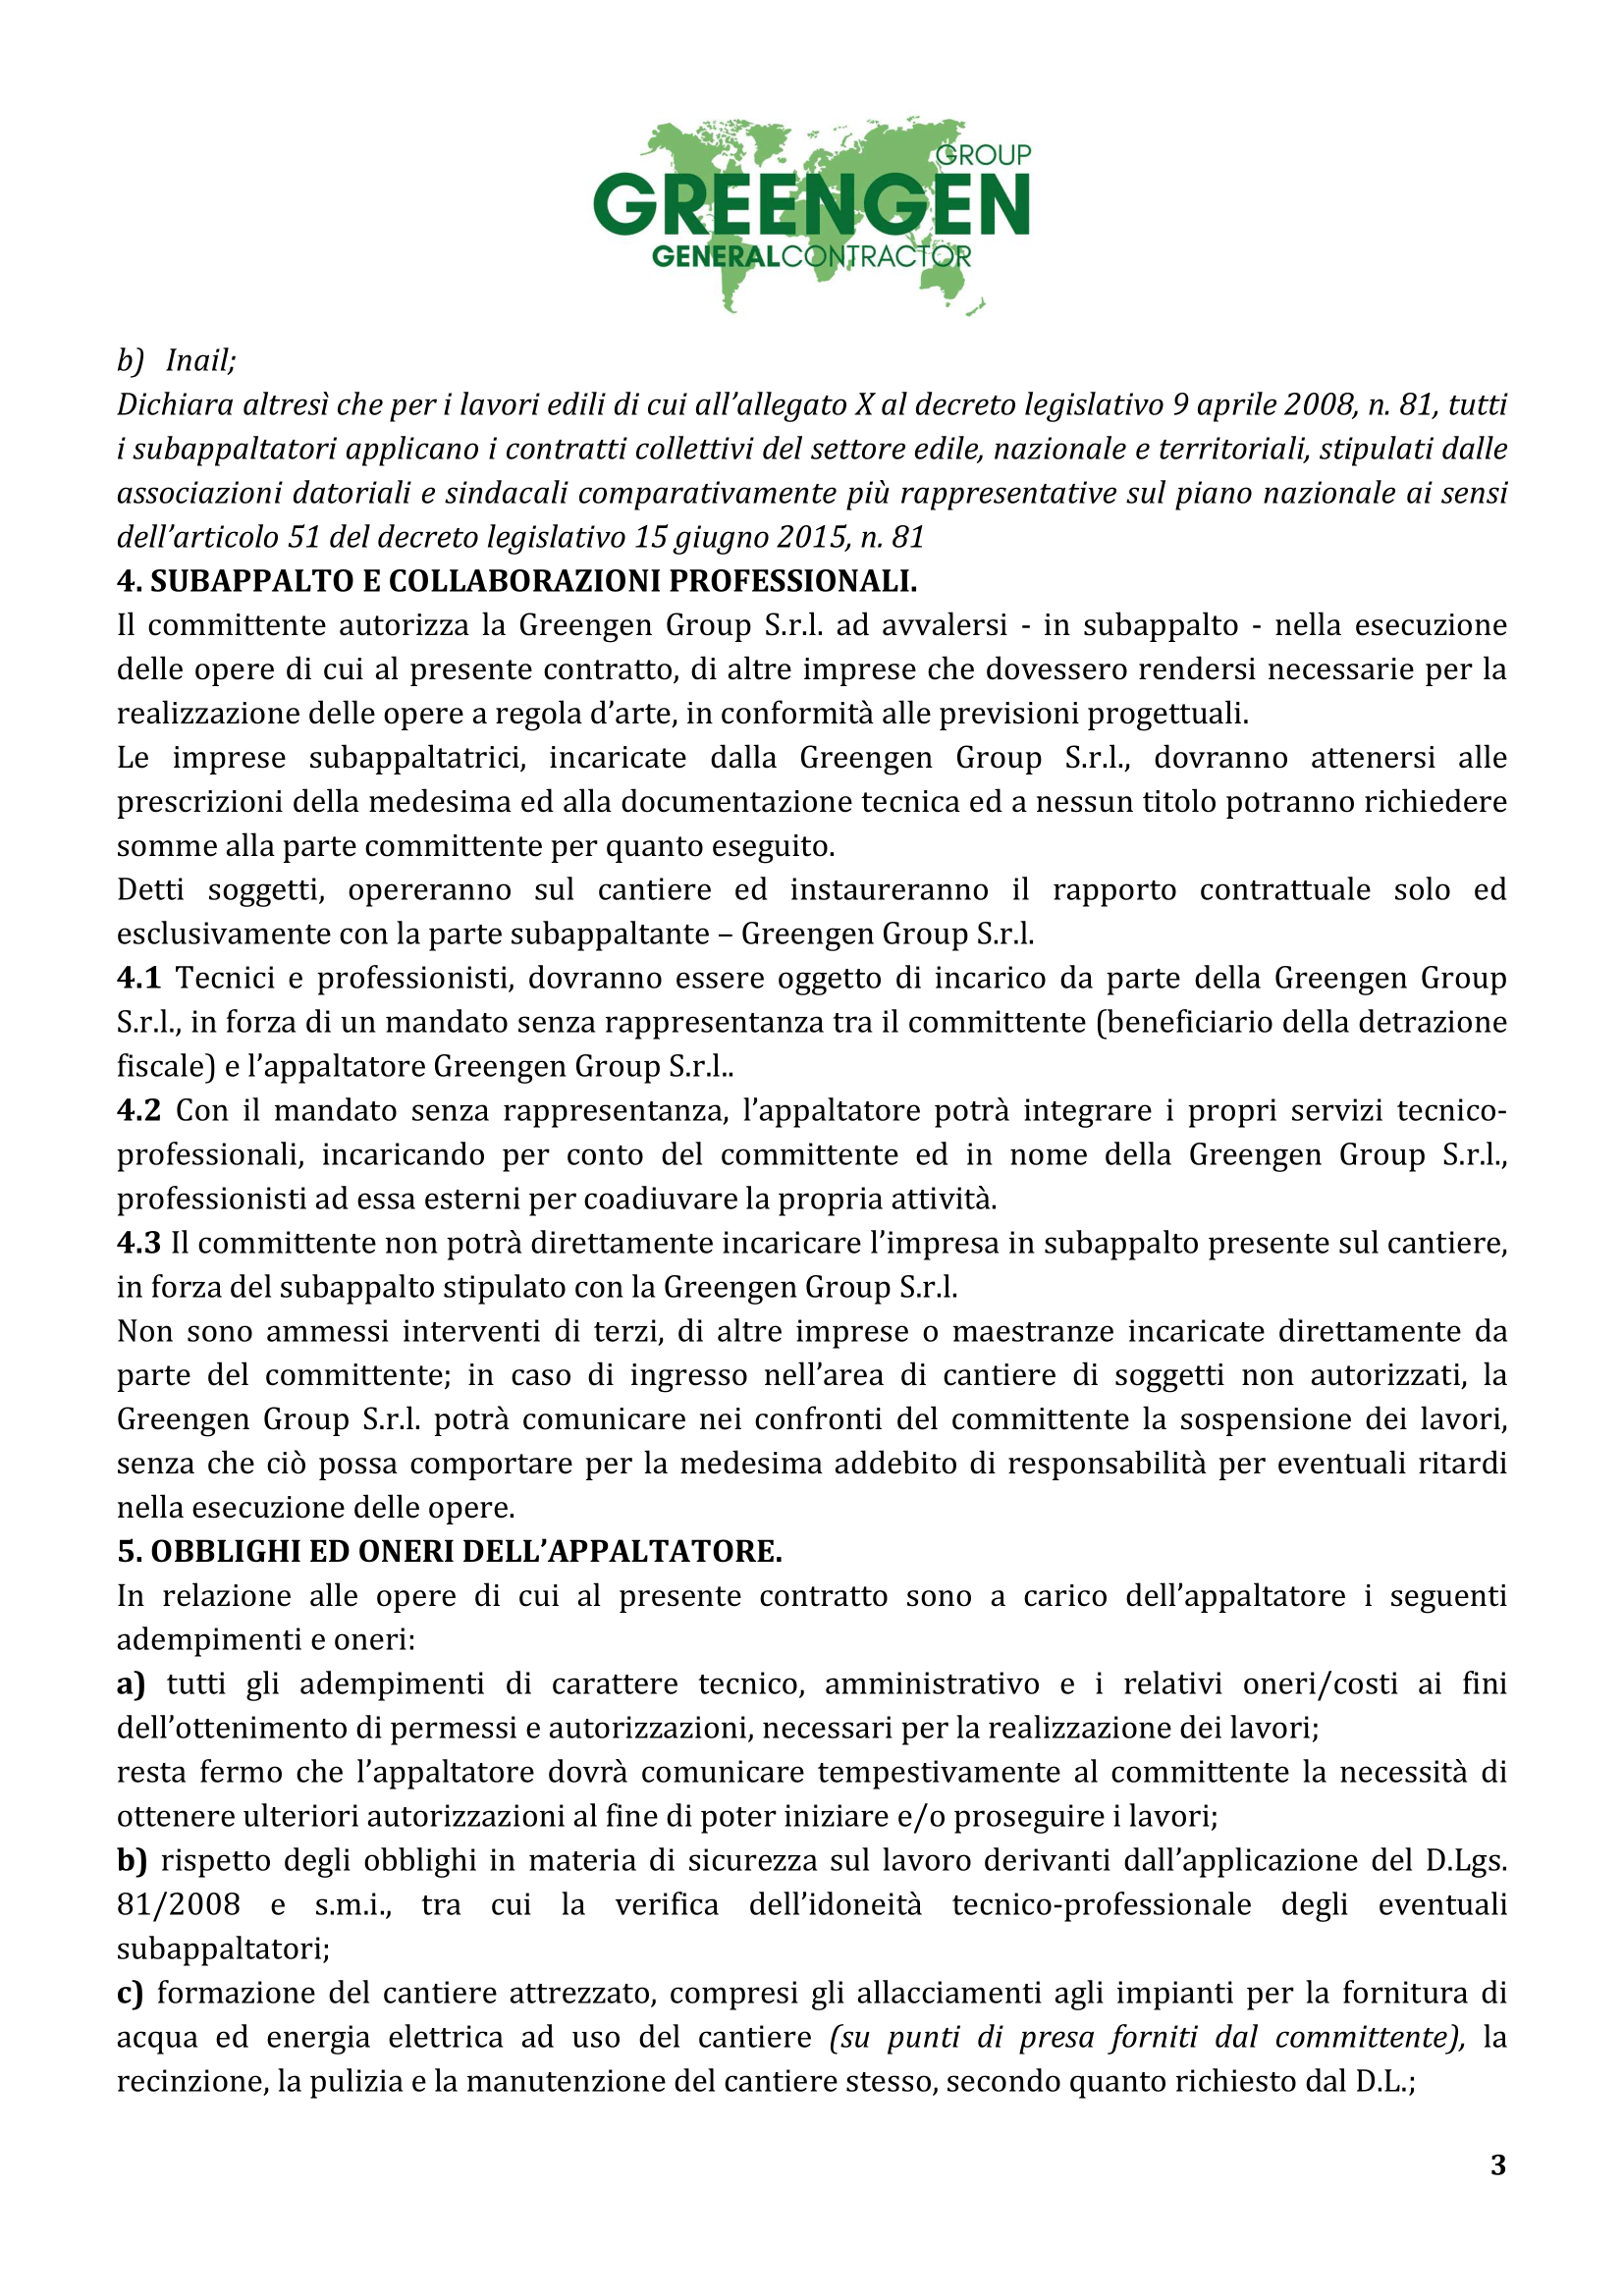 GROUP
GREENGEN
GENERALCONTRACTOR
b) Inail;
Dichiara altresì che per i lavori edili di cui all’allegato X al decreto legislativo 9 aprile 2008, n. 81, tutti
i subappaltatori applicano i contratti collettivi del settore edile, nazionale e territoriali, stipulati dalle
associazioni datoriali e sindacali comparativamente più rappresentative sul piano nazionale ai sensi
dell’articolo 51 del decreto legislativo 15 giugno 2015, n. 81
4. SUBAPPALTO E COLLABORAZIONI PROFESSIONALI.
Il committente autorizza la Greengen Group S.r.l. ad avvalersi - in subappalto - nella esecuzione
delle opere di cui al presente contratto, di altre imprese che dovessero rendersi necessarie per la
realizzazione delle opere a regola d’arte, in conformità alle previsioni progettuali.
Le imprese subappaltatrici, incaricate dalla Greengen Group S.r.l., dovranno attenersi alle
prescrizioni della medesima ed alla documentazione tecnica ed a nessun titolo potranno richiedere
somme alla parte committente per quanto eseguito.
Detti soggetti, opereranno sul cantiere ed instaureranno il rapporto contrattuale solo ed
esclusivamente con la parte subappaltante – Greengen Group S.r.l.
4.1 Tecnici e professionisti, dovranno essere oggetto di incarico da parte della Greengen Group
S.r.l., in forza di un mandato senza rappresentanza tra il committente (beneficiario della detrazione
fiscale) e l’appaltatore Greengen Group S.r.l..
4.2 Con il mandato senza rappresentanza, l’appaltatore potrà integrare i propri servizi tecnico-
professionali, incaricando per conto del committente ed in nome della Greengen Group S.r.l.,
professionisti ad essa esterni per coadiuvare la propria attività.
4.3 Il committente non potrà direttamente incaricare l’impresa in subappalto presente sul cantiere,
in forza del subappalto stipulato con la Greengen Group S.r.l.
Non sono ammessi interventi di terzi, di altre imprese o maestranze incaricate direttamente da
parte del committente; in caso di ingresso nell’area di cantiere di soggetti non autorizzati, la
Greengen Group S.r.l. potrà comunicare nei confronti del committente la sospensione dei lavori,
senza che ciò possa comportare per la medesima addebito di responsabilità per eventuali ritardi
nella esecuzione delle opere.
5. OBBLIGHI ED ONERI DELL’APPALTATORE.
In relazione alle opere di cui al presente contratto sono a carico dell’appaltatore i seguenti
adempimenti e oneri:
a) tutti gli adempimenti di carattere tecnico, amministrativo e i relativi oneri/costi ai fini
dell’ottenimento di permessi e autorizzazioni, necessari per la realizzazione dei lavori;
resta fermo che l’appaltatore dovrà comunicare tempestivamente al committente la necessità di
ottenere ulteriori autorizzazioni al fine di poter iniziare e/o proseguire i lavori;
b) rispetto degli obblighi in materia di sicurezza sul lavoro derivanti dall’applicazione del D.Lgs.
81/2008 e s.m.i., tra cui la verifica dell’idoneità tecnico-professionale degli eventuali
subappaltatori;
c) formazione del cantiere attrezzato, compresi gli allacciamenti agli impianti per la fornitura di
acqua ed energia elettrica ad uso del cantiere (su punti di presa forniti dal committente), la
recinzione, la pulizia e la manutenzione del cantiere stesso, secondo quanto richiesto dal D.L.;
3